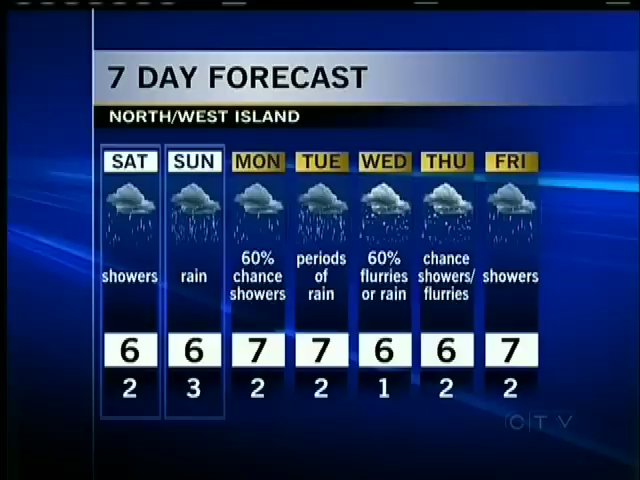 7 DAY FORECAST
NORTH/WEST ISLAND
SAT SUN MON TUE WED THU FRI
showers
rain
60%
chance
showers
periods
of
rain
60%
flurries
or rain
chance
showers/
flurries
showers
6 6 7 7 6 6 7
2 3 2 2 1 2 2
CTV